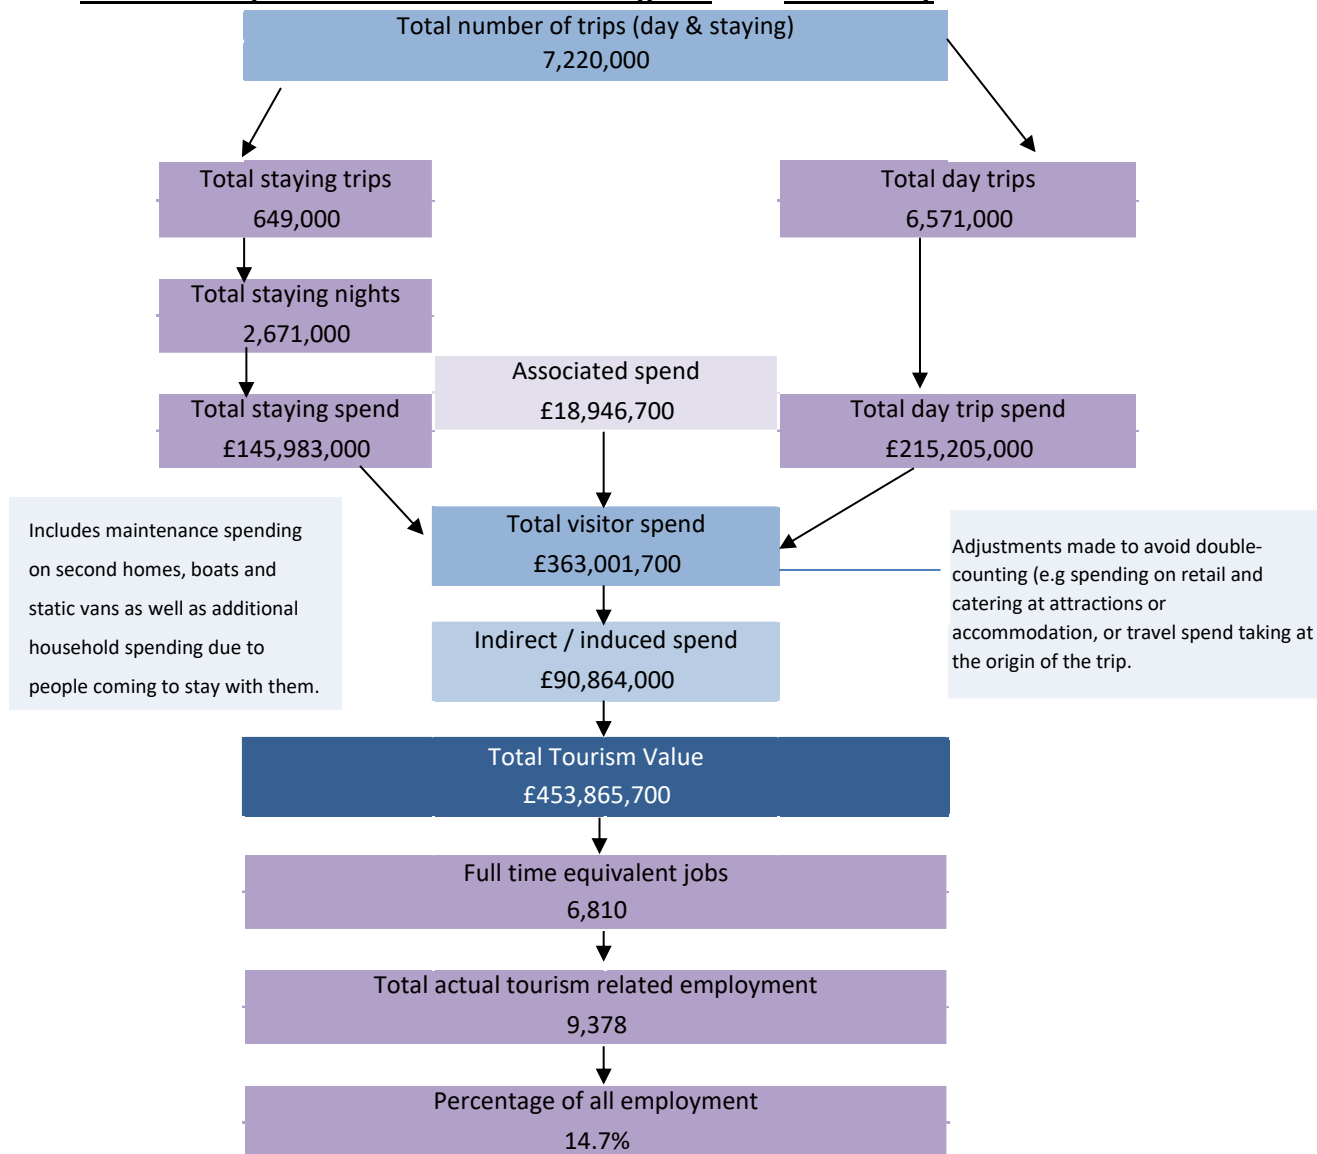 Total number of trips (day & staying)
7,220,000
Total staying trips
649,000
Total day trips
6,571,000
Total staying nights
2,671,000
Associated spend
£18,946,700
Total staying spend
£145,983,000
Total day trip spend
£215,205,000
Includes maintenance spending
on second homes, boats and
static vans as well as additional
household spending due to
people coming to stay with them.
Total visitor spend
£363,001,700
Adjustments made to avoid double-
counting (e.g spending on retail and
catering at attractions or
accommodation, or travel spend taking at
the origin of the trip.
Indirect / induced spend
£90,864,000
Total Tourism Value
£453,865,700
Full time equivalent jobs
6,810
Total actual tourism related employment
9,378
Percentage of all employment
14.7%